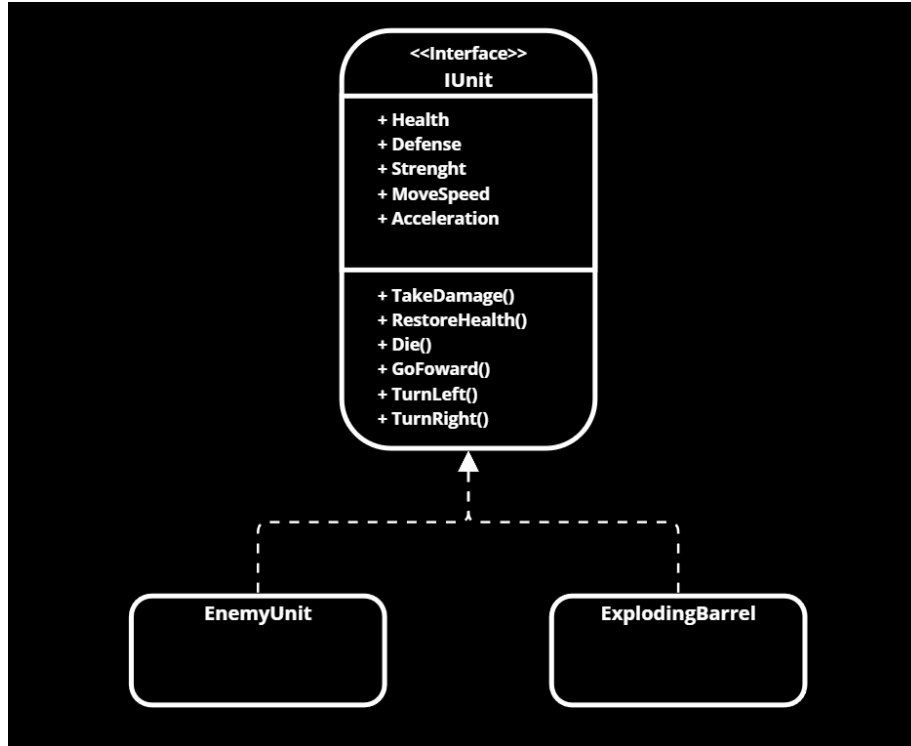 <<Interface>>
IUnit
+ Health
+ Defense
+ Strenght
+ MoveSpeed
+ Acceleration
+ TakeDamage()
+ RestoreHealth()
+ Die()
+ GoFoward()
+ TurnLeft()
+ TurnRight()
EnemyUnit
ExplodingBarrel